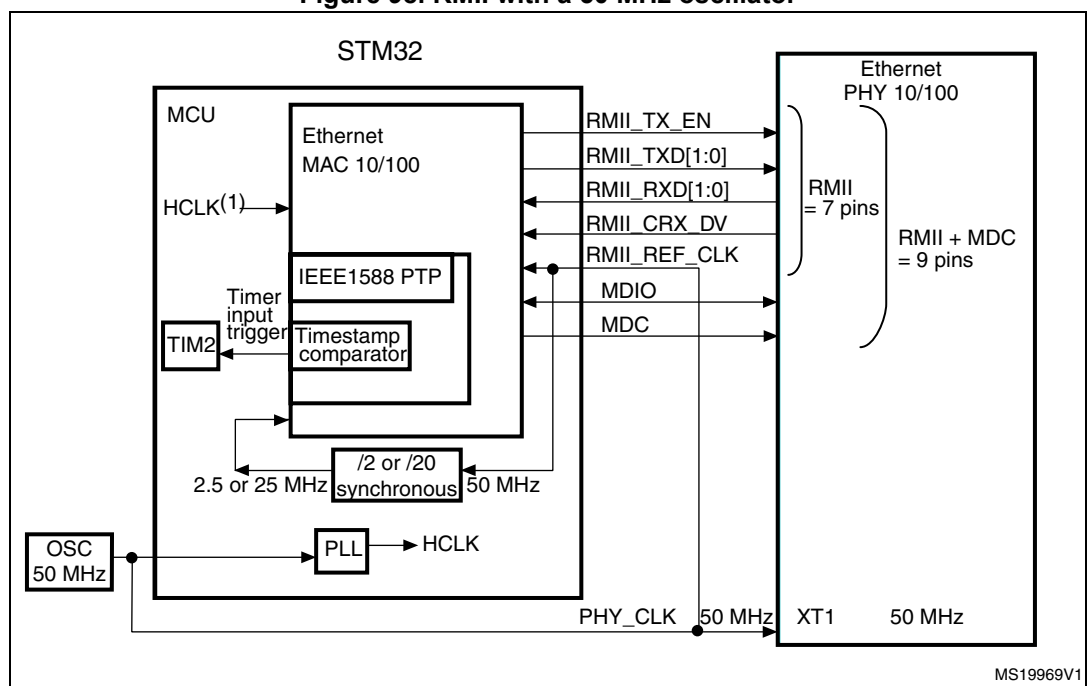 Figure 93. RMII with a 50 MHz oscillator
STM32
MCU
Ethernet
MAC 10/100
HCLK(1)
IEEE1588 PTP
Timer
input
trigger
TIM2
Timestamp
comparator
/2 or /20
synchronous
2.5 or 25 MHz
50 MHz
OSC
50 MHz
PLL
HCLK
RMII_TX_EN
RMII_TXD[1:0]
RMII_RXD[1:0]
RMII_CRX_DV
RMII_REF_CLK
MDIO
MDC
Ethernet
PHY 10/100
RMII
= 7 pins
RMII + MDC
= 9 pins
PHY_CLK
50 MHz
XT1
50 MHz
MS19969V1